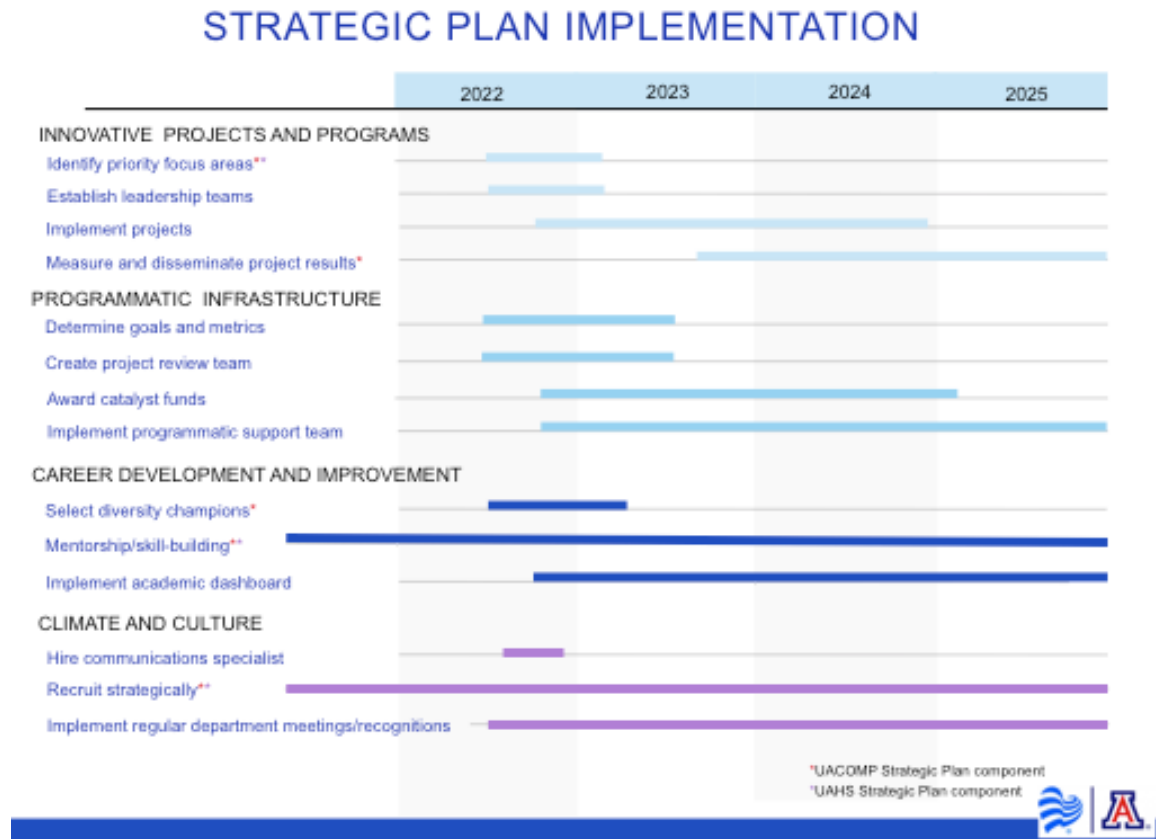 STRATEGIC PLAN IMPLEMENTATION
2022 2023 2024 2025
INNOVATIVE PROJECTS AND PROGRAMS
Identify priority focus areas**
Establish leadership teams
Implement projects
Measure and disseminate project results*
PROGRAMMATIC INFRASTRUCTURE
Determine goals and metrics
Create project review team
Award catalyst funds
Implement programmatic support team
CAREER DEVELOPMENT AND IMPROVEMENT
Select diversity champions*
Mentorship/skill-building**
Implement academic dashboard
CLIMATE AND CULTURE
Hire communications specialist
Recruit strategically**
Implement regular department meetings/recognitions
*UACOMP Strategic Plan component
*UAHS Strategic Plan component
A